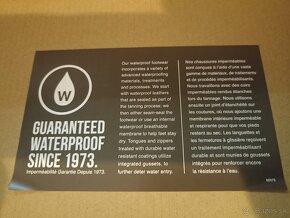 W
GUARANTEED
WATERPROOF
SINCE 1973.
Imperméabilité Garantie Depuis 1973.
Our waterproof footwear
incorporates a variety of
advanced waterproofing
materials, treatments
and processes. We start
with waterproof leathers
that are sealed as part of
the tanning process; we
then either seam-seal the
footwear or use an internal
waterproof breathable
membrane to help feet stay
dry. Tongues and zippers
treated with durable water
resistant coatings utilize
integrated gussets, to
further deter water entry.
Nos chaussures imperméables
sont conçues à l'aide d'une vaste
gamme de matériaux, de traitements
et de procédés imperméabilisants.
Nous travaillons avec des cuirs
imperméables rendus étanches
lors du tannage. Nous utilisons
ensuite un joint d'étanchéité sur
les coutures, ou nous ajoutons une
membrane intérieure imperméable
et respirante pour que vos pieds
restent au sec. Les languettes et
les fermetures à glissière reçoivent
un traitement imperméabilisant
durable et sont munies de goussets
intégrés pour renforcer encore
la résistance à l'eau.